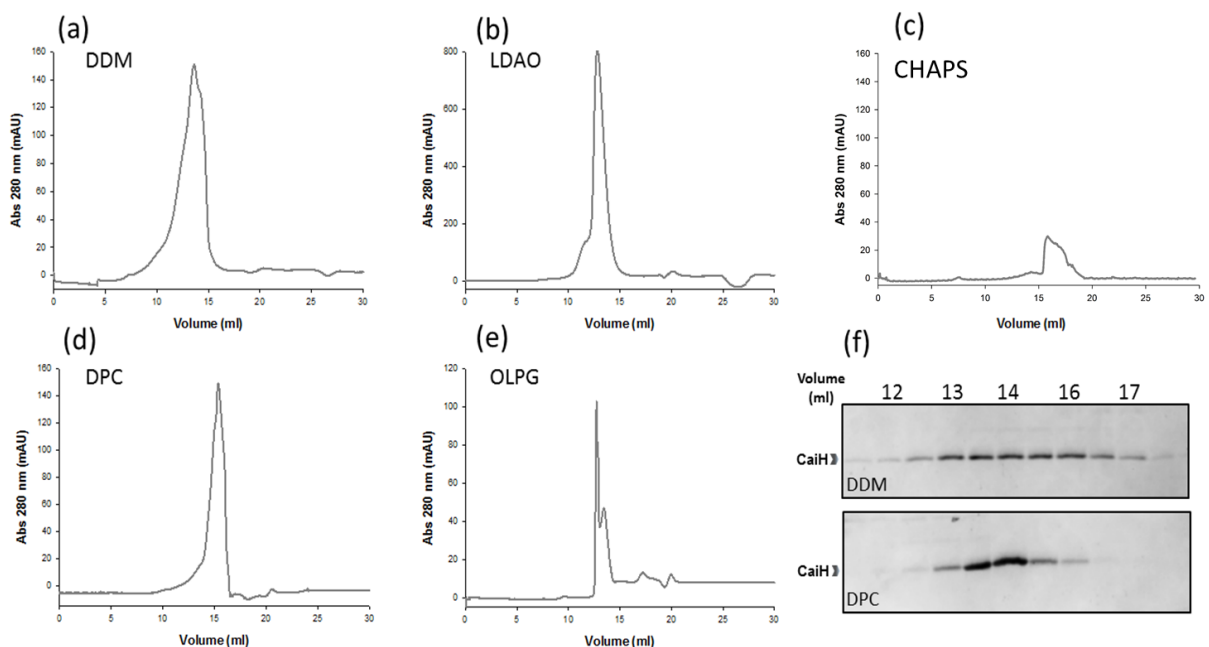 (a)
DDM
Abs 280 nm (mAU)
160
140
120
100
80
60
40
20
0
0 5 10 15 20 25 30
Volume (ml)
(b)
LDAO
Abs 280 nm (mAU)
800
600
400
200
0
0 5 10 15 20 25 30
Volume (ml)
(c)
CHAPS
Abs 280 nm (mAU)
160
140
120
100
80
60
40
20
0
0 5 10 15 20 25 30
Volume (ml)
(d)
DPC
Abs 280 nm (mAU)
160
140
120
100
80
60
40
20
0
0 5 10 15 20 25 30
Volume (ml)
(e)
OLPG
Abs 280 nm (mAU)
120
100
80
60
40
20
0
0 5 10 15 20 25 30
Volume (ml)
(f)
Volume
(ml)
12 13 14 16 17
CaiH
DDM
CaiH
DPC